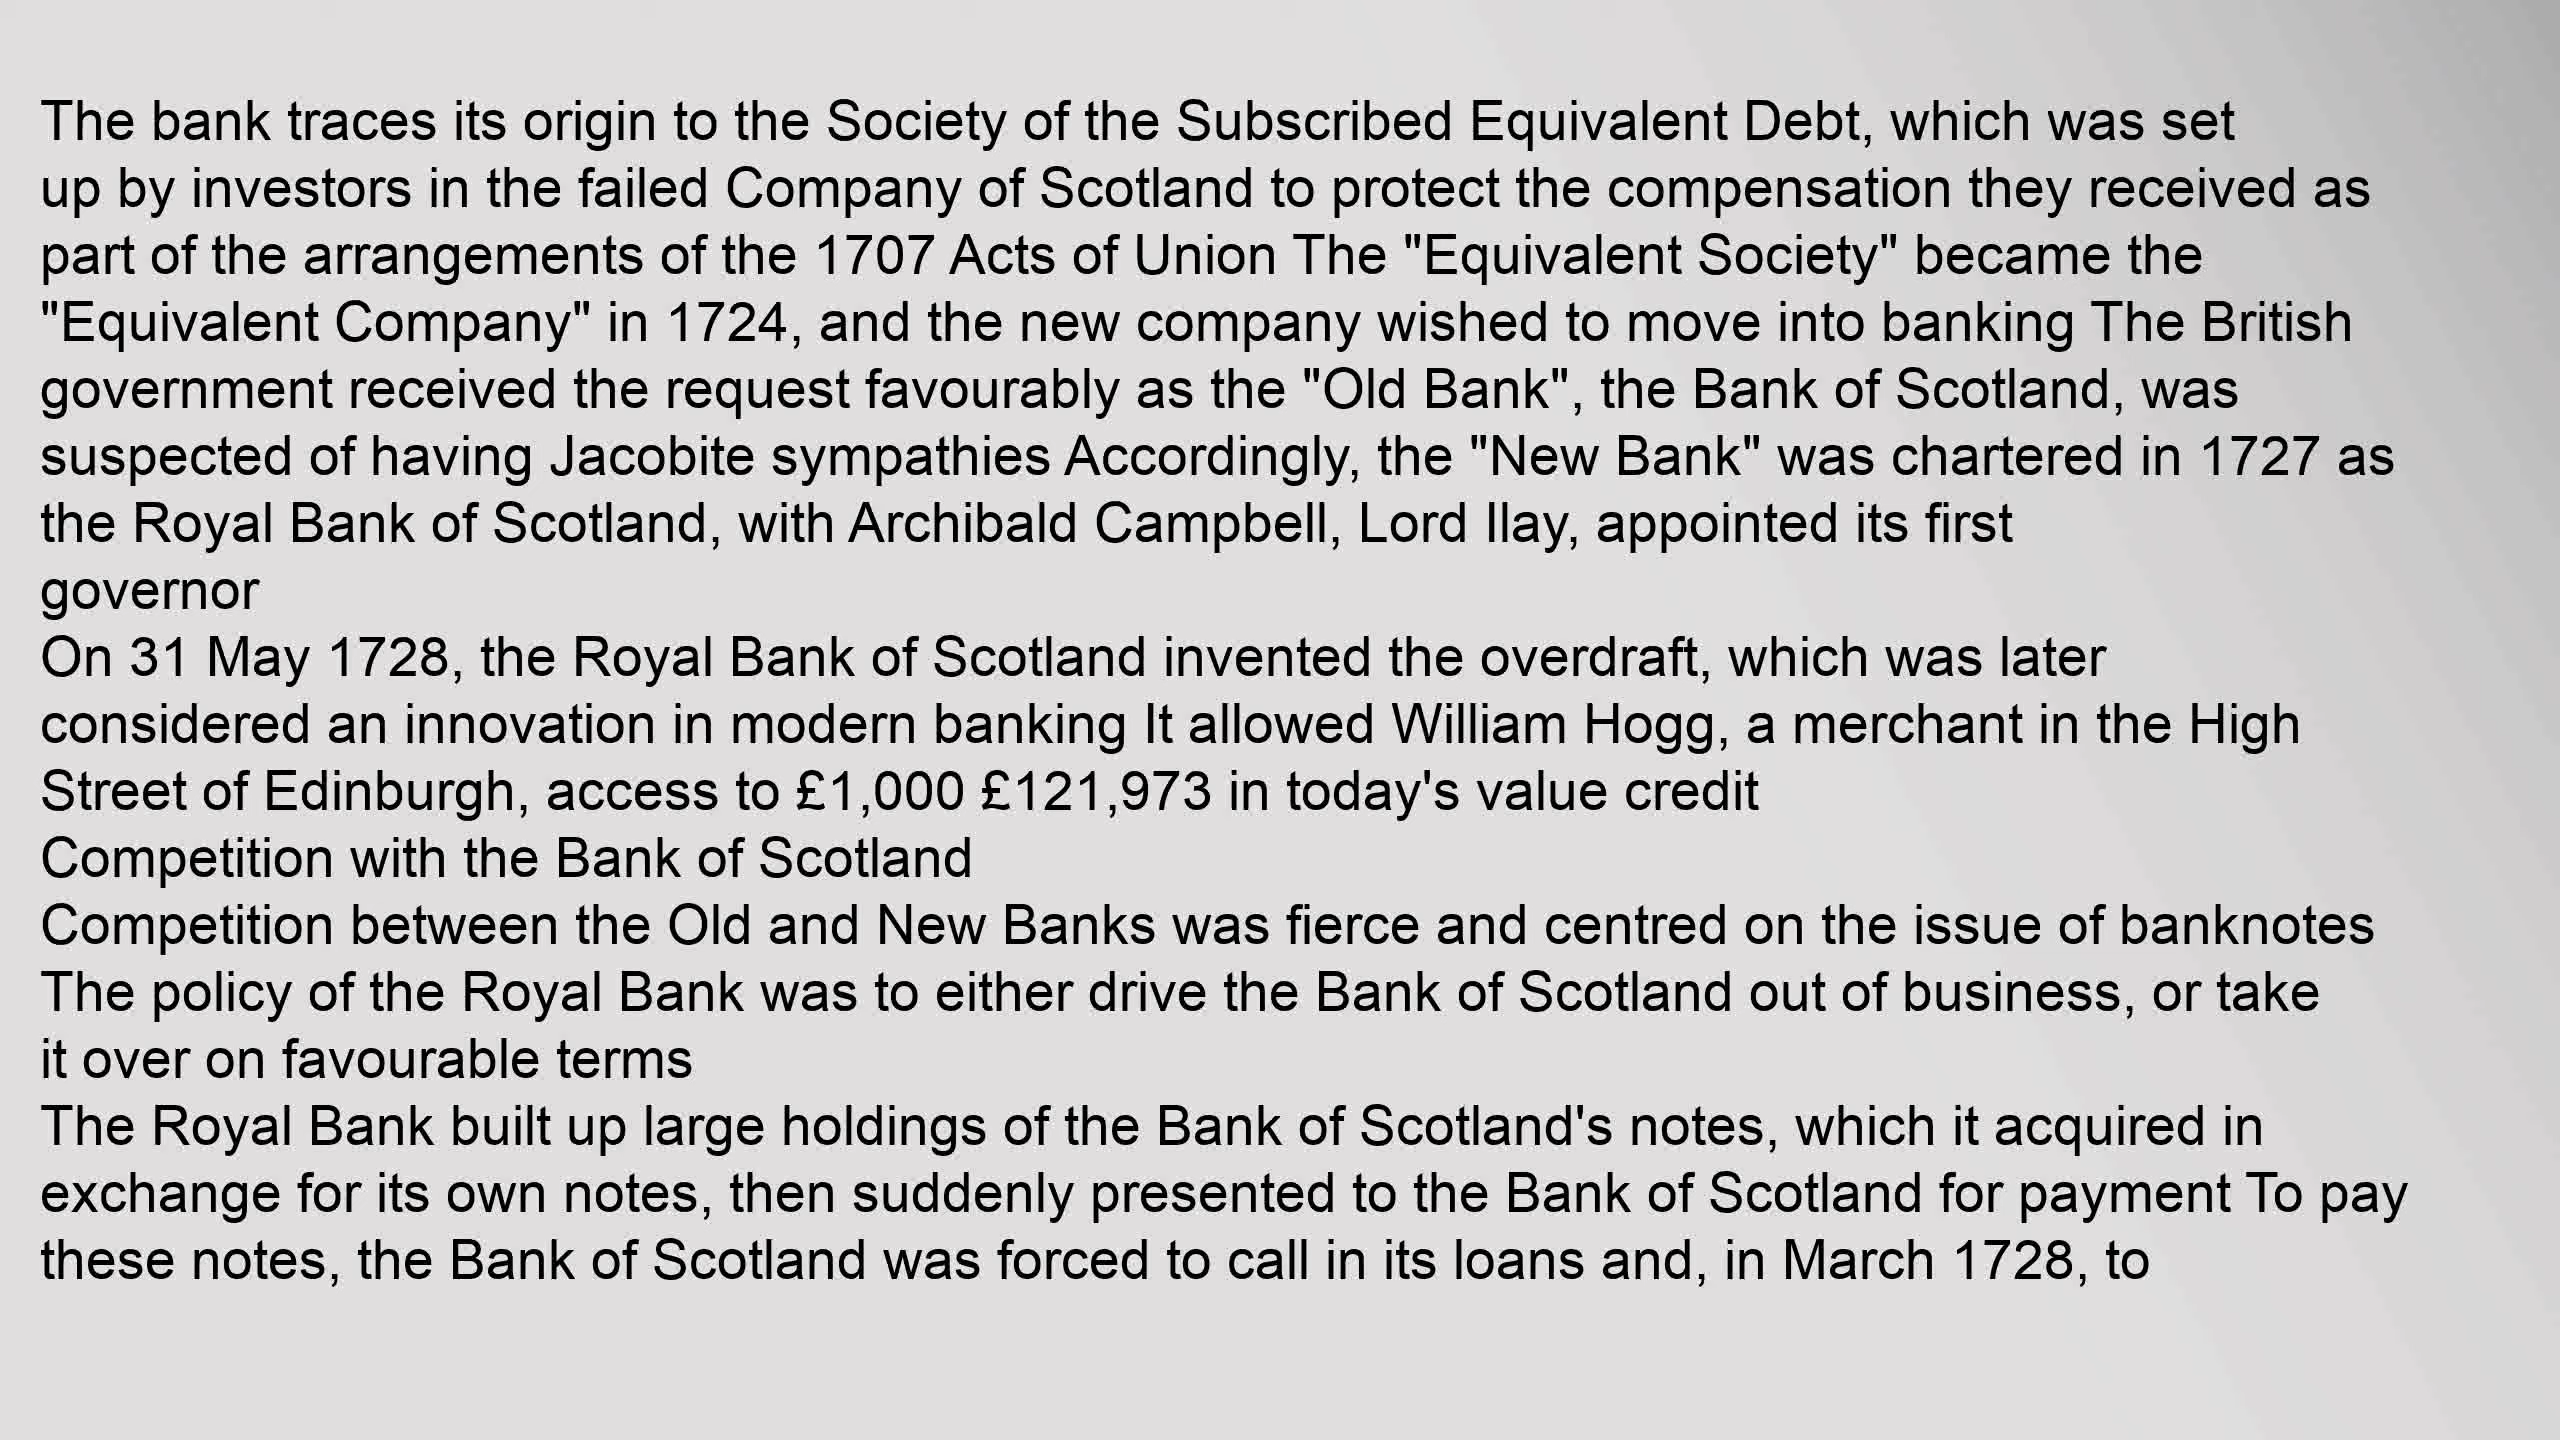 The bank traces its origin to the Society of the Subscribed Equivalent Debt, which was set
up by investors in the failed Company of Scotland to protect the compensation they received as
part of the arrangements of the 1707 Acts of Union The "Equivalent Society" became the
"Equivalent Company" in 1724, and the new company wished to move into banking The British
government received the request favourably as the "Old Bank", the Bank of Scotland, was
suspected of having Jacobite sympathies Accordingly, the "New Bank" was chartered in 1727 as
the Royal Bank of Scotland, with Archibald Campbell, Lord Ilay, appointed its first
governor
On 31 May 1728, the Royal Bank of Scotland invented the overdraft, which was later
considered an innovation in modern banking It allowed William Hogg, a merchant in the High
Street of Edinburgh, access to £1,000 £121,973 in today's value credit
Competition with the Bank of Scotland
Competition between the Old and New Banks was fierce and centred on the issue of banknotes
The policy of the Royal Bank was to either drive the Bank of Scotland out of business, or take
it over on favourable terms
The Royal Bank built up large holdings of the Bank of Scotland's notes, which it acquired in
exchange for its own notes, then suddenly presented to the Bank of Scotland for payment To pay
these notes, the Bank of Scotland was forced to call in its loans and, in March 1728, to